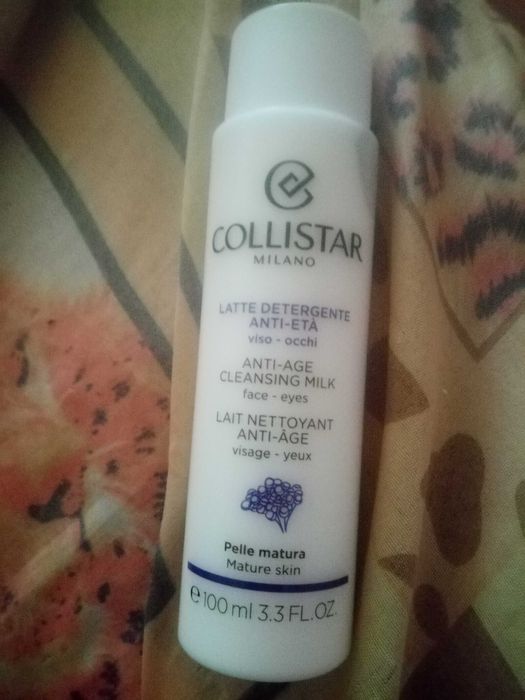 COLLISTAR
MILANO
LATTE DETERGENTE
ANTI-ETÀ
viso - occhi
ANTI-AGE
CLEANSING MILK
face - eyes
LAIT NETTOYANT
ANTI-ÂGE
visage - yeux
Pelle matura
Mature skin
℮ 100 ml 3.3 FL.OZ.